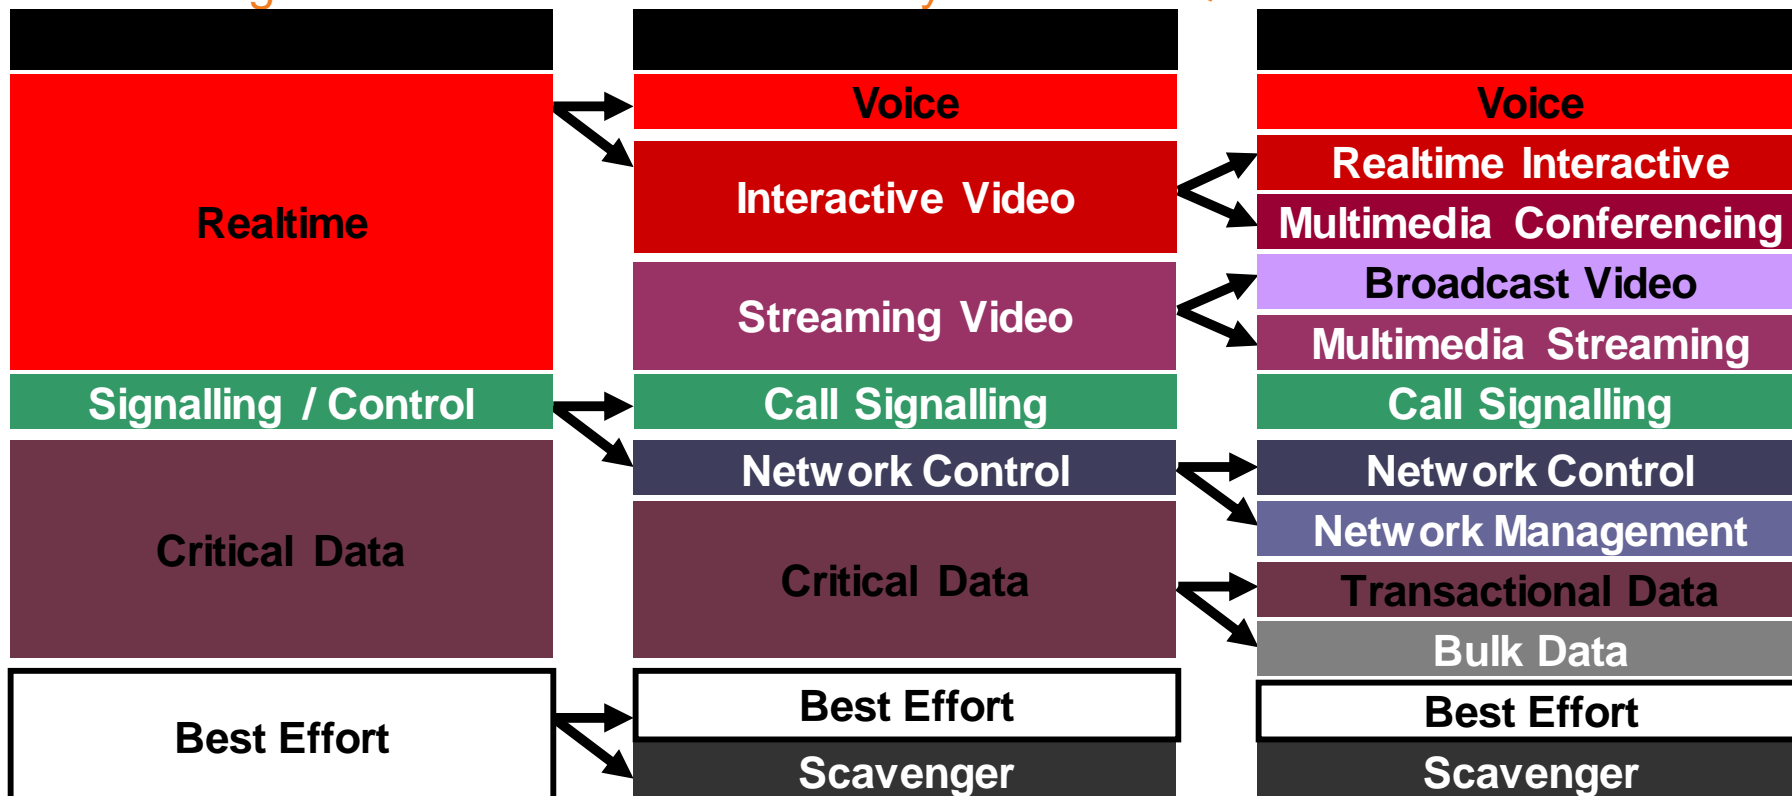 Realtime
Signalling / Control
Critical Data
Best Effort
Voice
Interactive Video
Streaming Video
Call Signalling
Network Control
Critical Data
Best Effort
Scavenger
Voice
Realtime Interactive
Multimedia Conferencing
Broadcast Video
Multimedia Streaming
Call Signalling
Network Control
Network Management
Transactional Data
Bulk Data
Best Effort
Scavenger